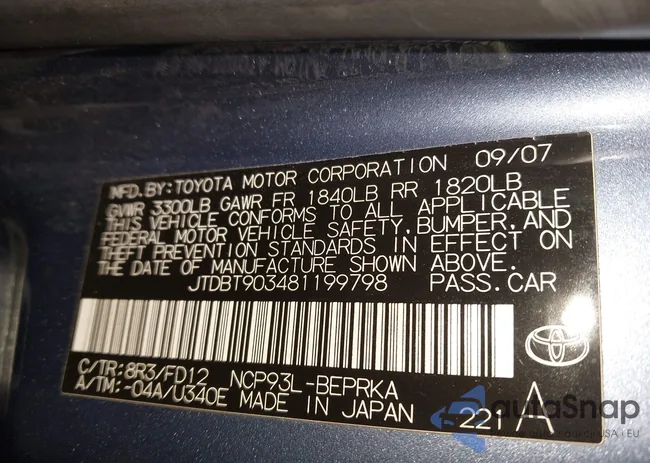 MFD.BY:TOYOTA MOTOR CORPORATION 09/07
GVWR 3300LB GAWR FR 1840LB RR 1820LB
THIS VEHICLE CONFORMS TO ALL APPLICABLE
FEDERAL MOTOR VEHICLE SAFETY,BUMPER,AND
THEFT PREVENTION STANDARDS IN EFFECT ON
THE DATE OF MANUFACTURE SHOWN ABOVE.
JTDBT903481199798 PASS.CAR
C/TR:8R3/FD12 NCP93L-BEPRKA
A/TM:-04A/U340E MADE IN JAPAN 221 A
autoSnap